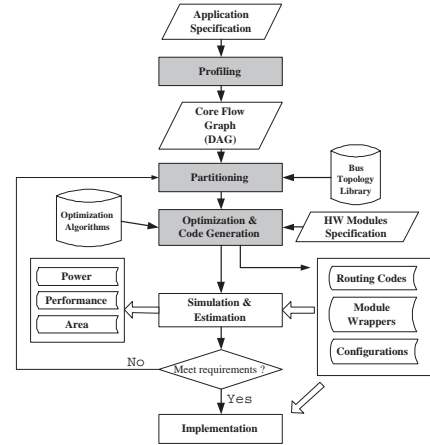 Application
Specification
Profiling
Core Flow
Graph
(DAG)
Partitioning
Bus
Topology
Library
Optimization
Algorithms
Optimization &
Code Generation
HW Modules
Specification
Power
Performance
Area
Simulation &
Estimation
Routing Codes
Module
Wrappers
Configurations
No
Meet requirements ?
Yes
Implementation